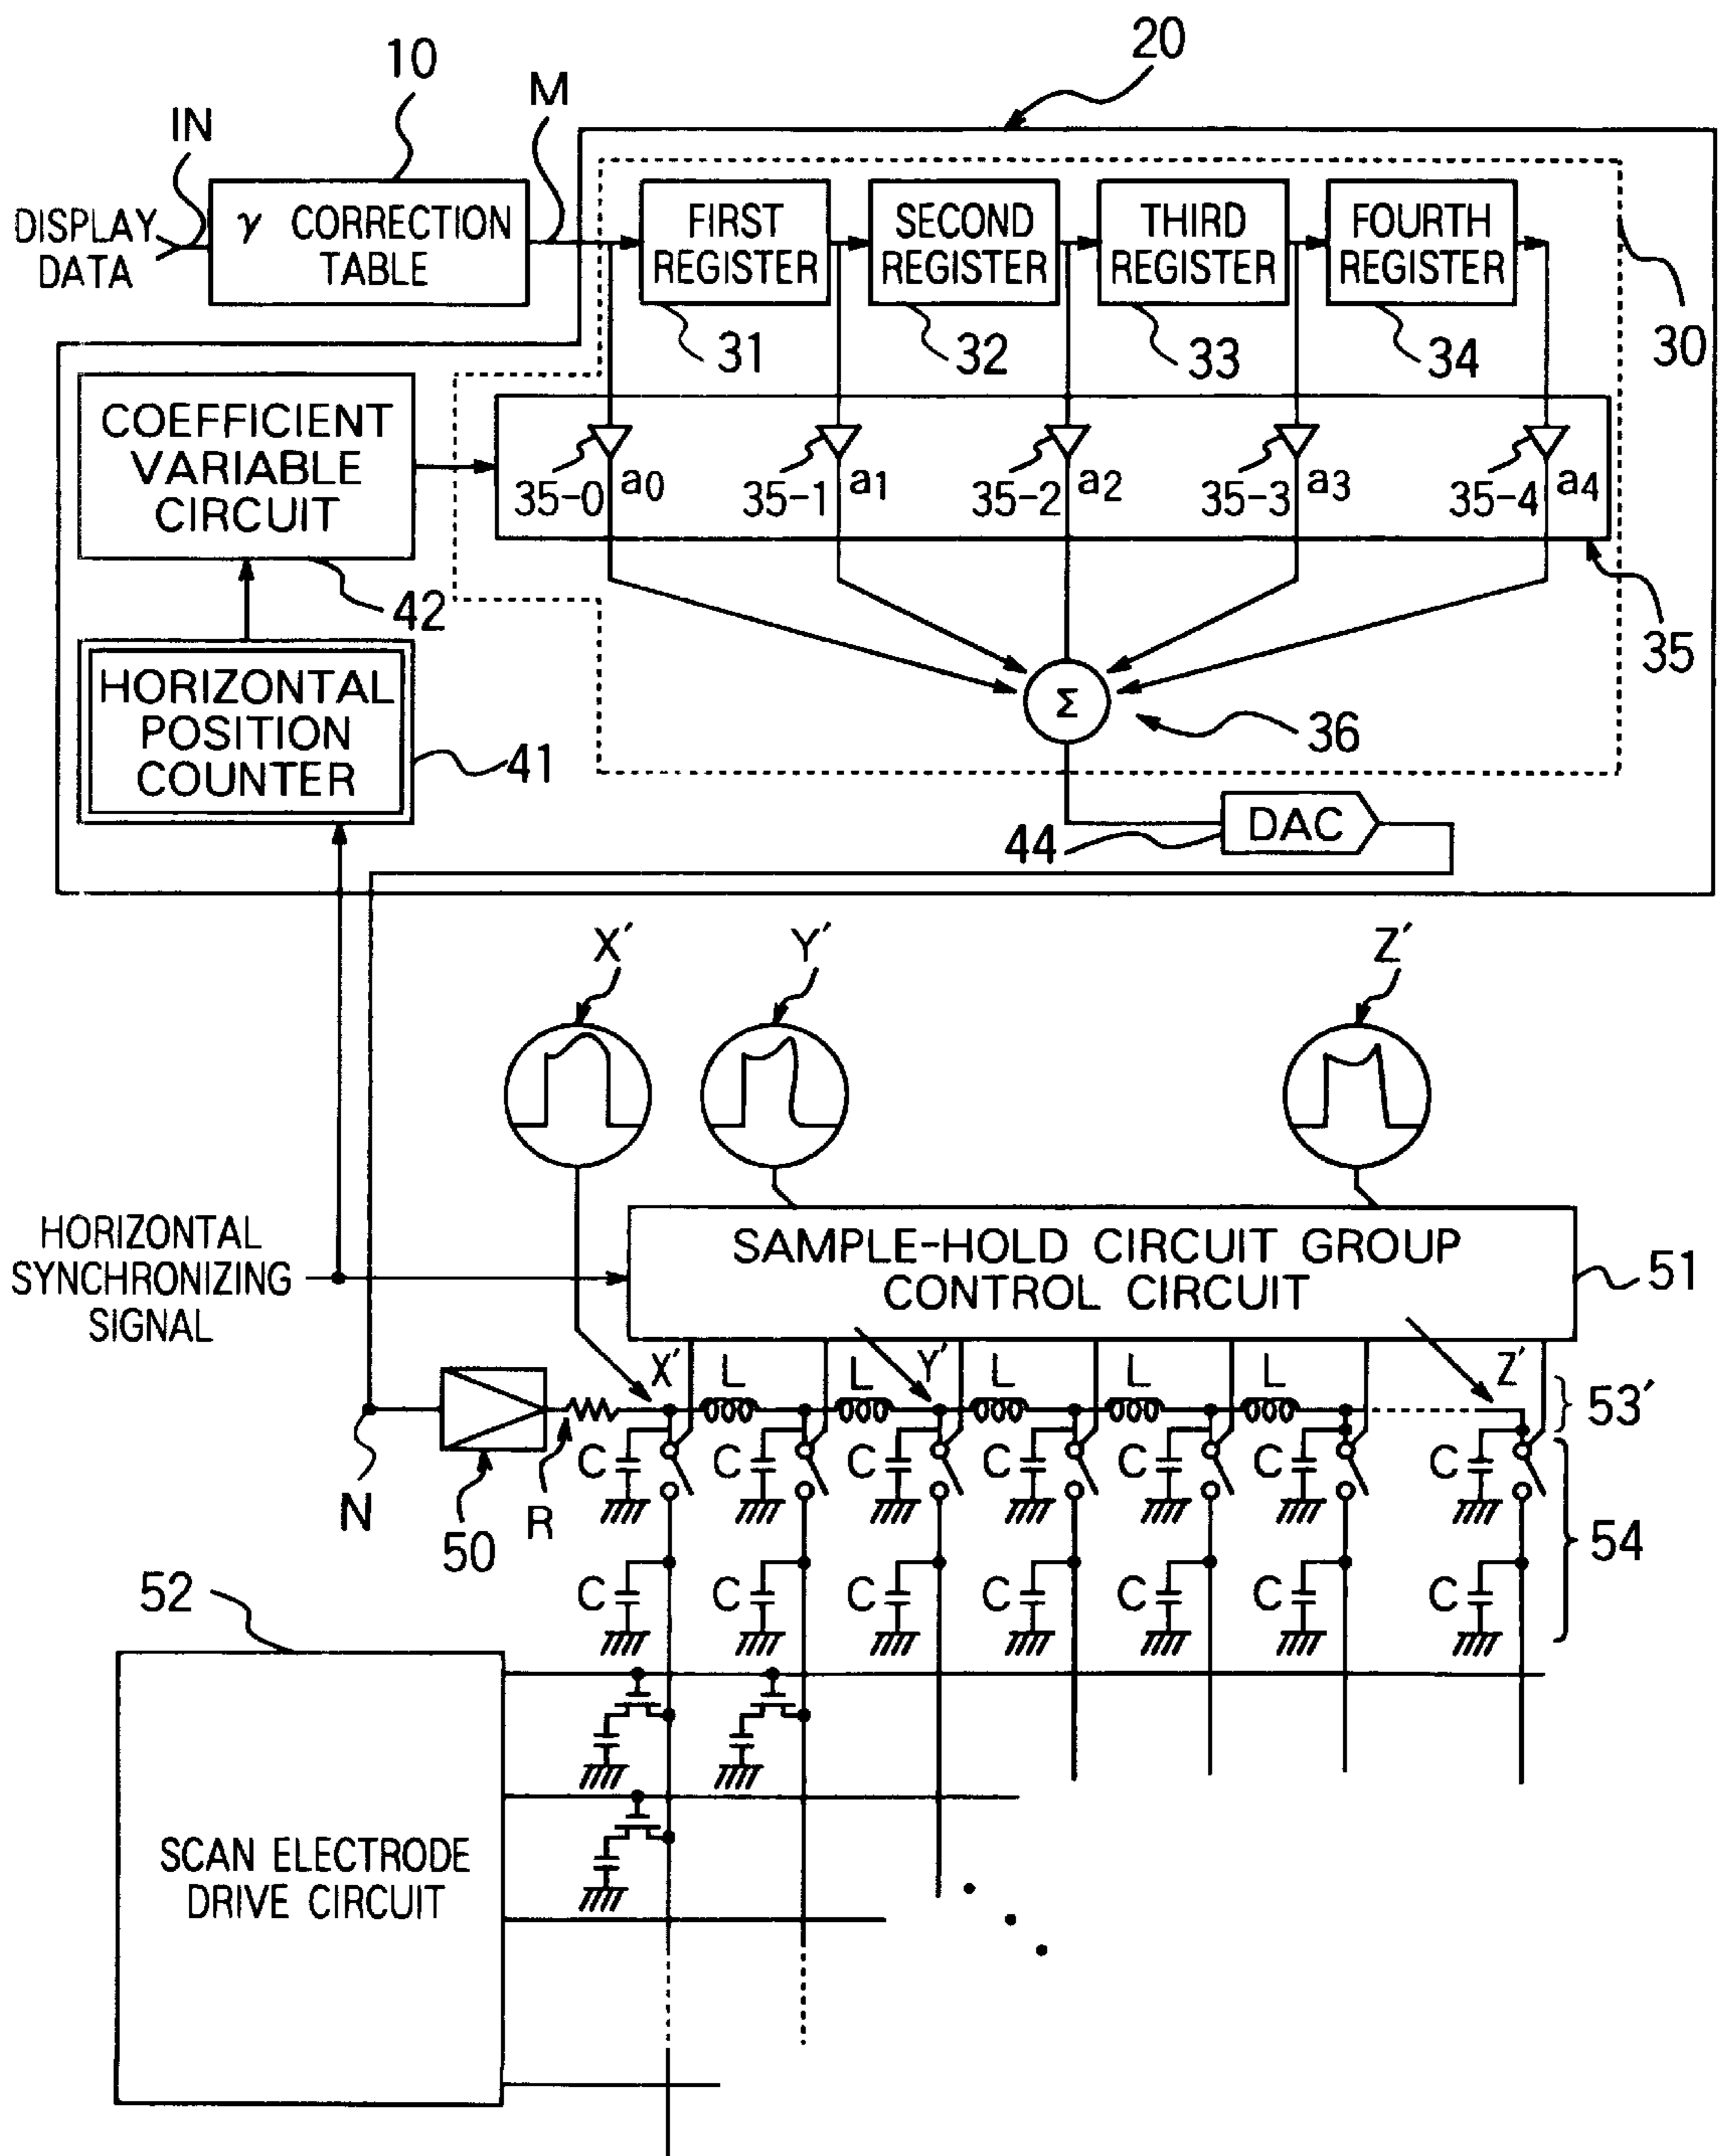 10
20
IN
M
DISPLAY
DATA
γ CORRECTION
TABLE
FIRST
REGISTER
SECOND
REGISTER
THIRD
REGISTER
FOURTH
REGISTER
31
32
33
34
30
COEFFICIENT
VARIABLE
CIRCUIT
35-0
a0
35-1
a1
35-2
a2
35-3
a3
35-4
a4
42
35
HORIZONTAL
POSITION
COUNTER
41
Σ
36
44
DAC
X'
Y'
Z'
HORIZONTAL
SYNCHRONIZING
SIGNAL
SAMPLE-HOLD CIRCUIT GROUP
CONTROL CIRCUIT
51
X'
L
L
Y'
L
L
L
Z'
53'
N
50
R
C
C
C
C
C
C
C
54
C
C
C
C
C
C
C
52
SCAN ELECTRODE
DRIVE CIRCUIT